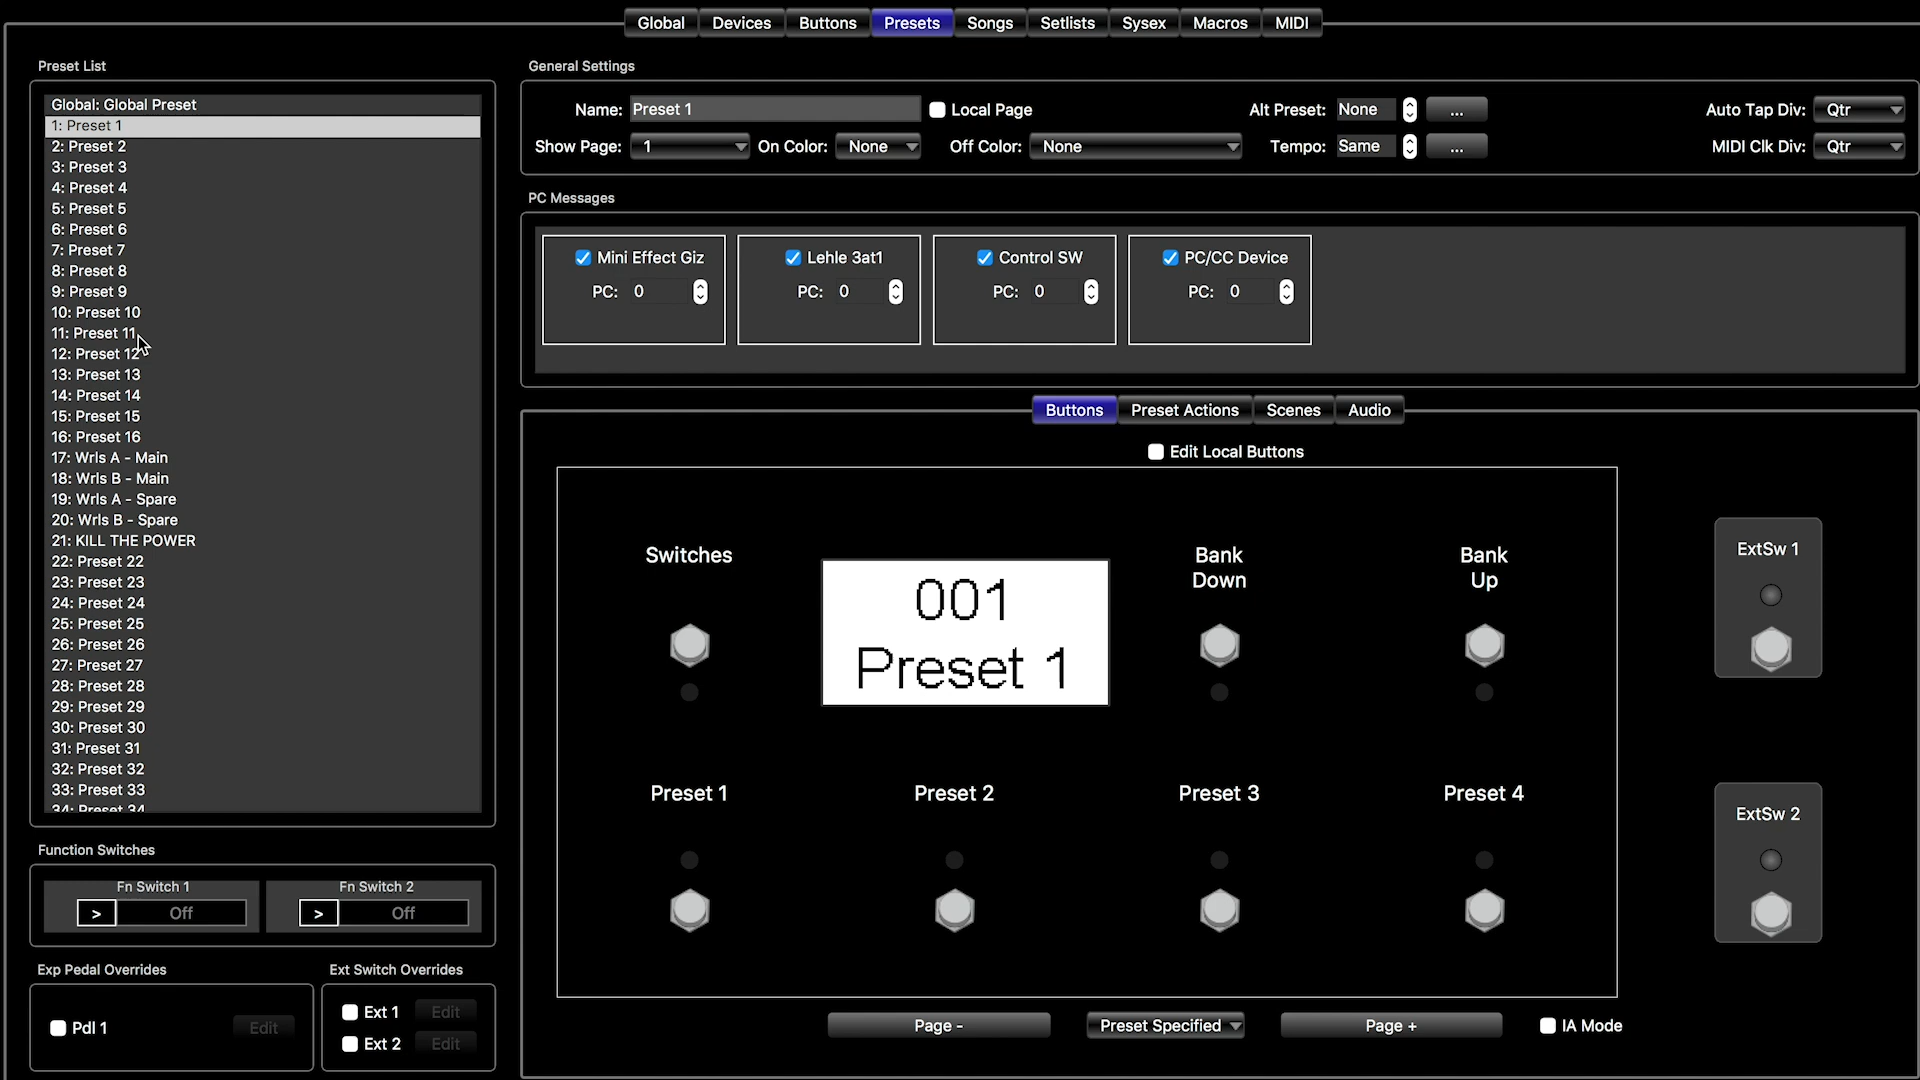 Global Devices Buttons Presets Songs Setlists Sysex Macros MIDI
Preset List
Global: Global Preset
1: Preset 1
2: Preset 2
3: Preset 3
4: Preset 4
5: Preset 5
6: Preset 6
7: Preset 7
8: Preset 8
9: Preset 9
10: Preset 10
11: Preset 11
12: Preset 12
13: Preset 13
14: Preset 14
15: Preset 15
16: Preset 16
17: Wrls A - Main
18: Wrls B - Main
19: Wrls A - Spare
20: Wrls B - Spare
21: KILL THE POWER
22: Preset 22
23: Preset 23
24: Preset 24
25: Preset 25
26: Preset 26
27: Preset 27
28: Preset 28
29: Preset 29
30: Preset 30
31: Preset 31
32: Preset 32
33: Preset 33
34: Preset 34
Function Switches
Fn Switch 1 Fn Switch 2
> Off > Off
Exp Pedal Overrides
Pdl 1 Edit
Ext Switch Overrides
Ext 1 Edit
Ext 2 Edit
General Settings
Name: Preset 1 Local Page Alt Preset: None ... Auto Tap Div: Qtr
Show Page: 1 On Color: None Off Color: None Tempo: Same ... MIDI Clk Div: Qtr
PC Messages
Mini Effect Giz Lehle 3at1 Control SW PC/CC Device
PC: 0 PC: 0 PC: 0 PC: 0
Buttons Preset Actions Scenes Audio
Edit Local Buttons
Switches
001
Preset 1
Bank
Down
Bank
Up
ExtSw 1
Preset 1 Preset 2 Preset 3 Preset 4
ExtSw 2
Page - Preset Specified Page + IA Mode